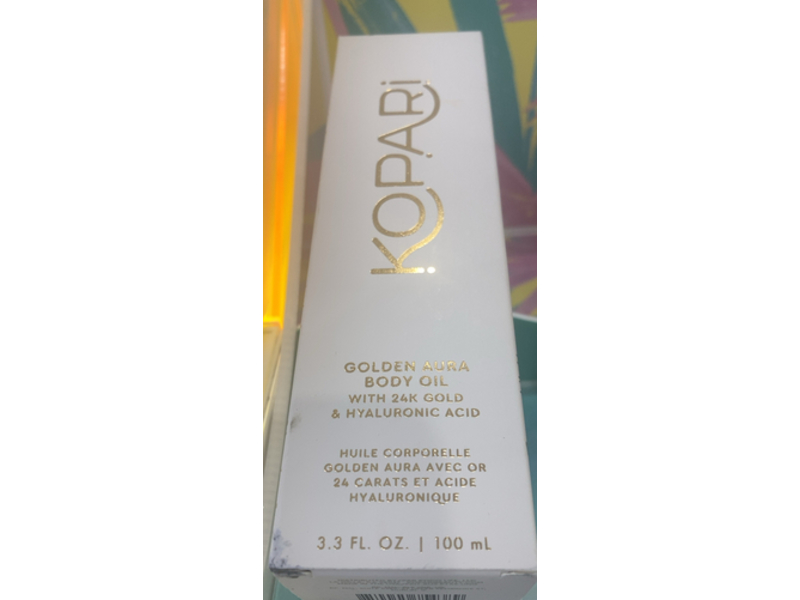 KOPARi
GOLDEN AURA
BODY OIL
WITH 24K GOLD
& HYALURONIC ACID
HUILE CORPORELLE
GOLDEN AURA AVEC OR
24 CARATS ET ACIDE
HYALURONIQUE
3.3 FL. OZ. | 100 mL